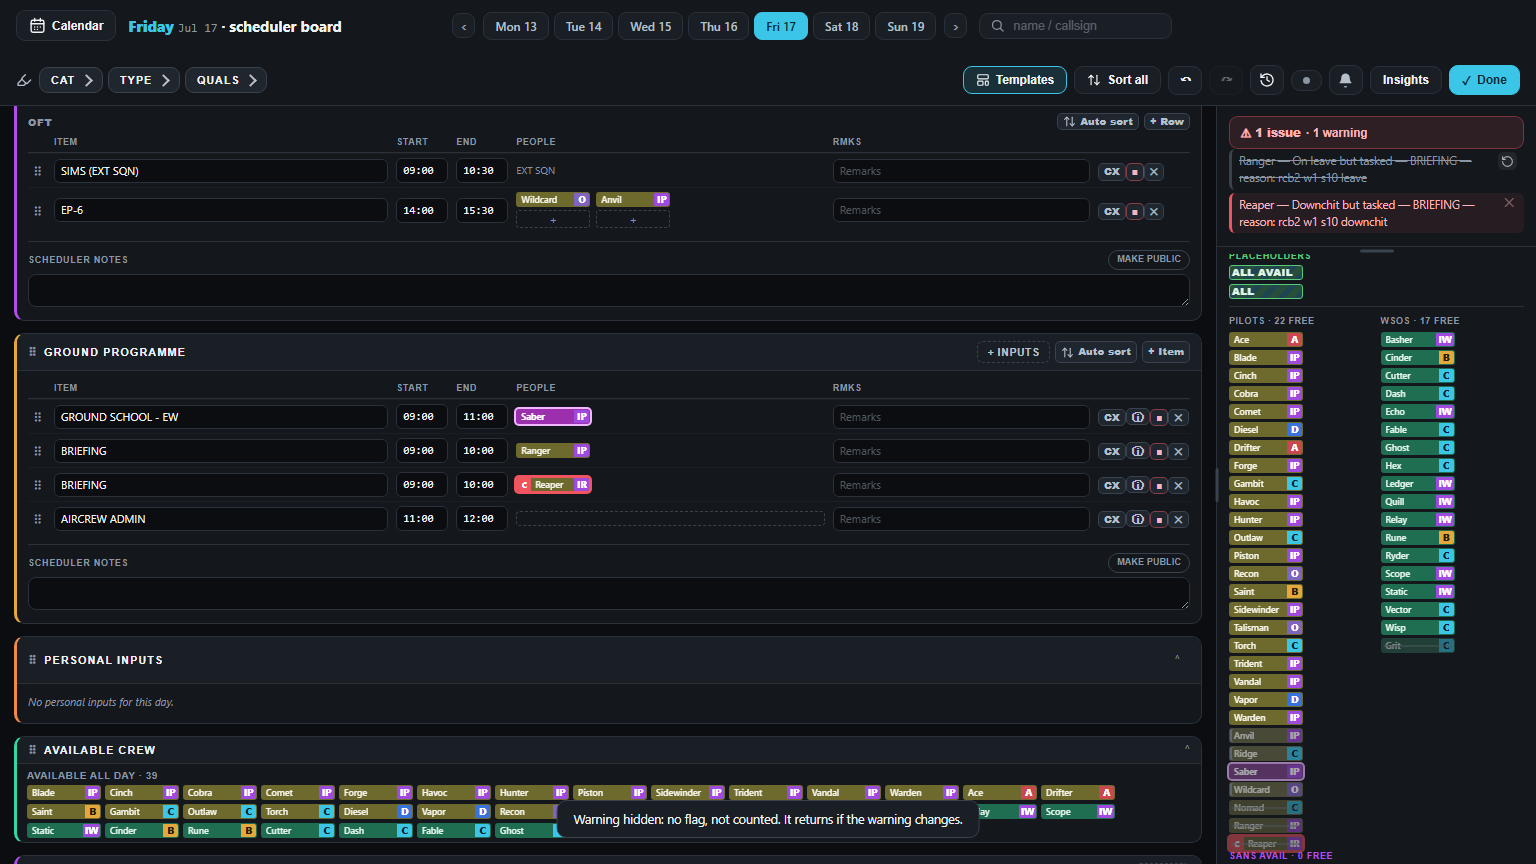 Calendar
Friday Jul 17 · scheduler board
‹ Mon 13 Tue 14 Wed 15 Thu 16 Fri 17 Sat 18 Sun 19 ›
name / callsign
CAT TYPE QUALS
Templates Sort all Insights ✓ Done
OFT
Auto sort + Row
ITEM START END PEOPLE RMKS
SIMS (EXT SQN) 09:00 10:30 EXT SQN Remarks CX
EP-6 14:00 15:30 Wildcard O Anvil IP Remarks CX
+ +
SCHEDULER NOTES MAKE PUBLIC
GROUND PROGRAMME + INPUTS Auto sort + Item
ITEM START END PEOPLE RMKS
GROUND SCHOOL - EW 09:00 11:00 Saber IP Remarks CX
BRIEFING 09:00 10:00 Ranger IP Remarks CX
BRIEFING 09:00 10:00 C Reaper IR Remarks CX
AIRCREW ADMIN 11:00 12:00 Remarks CX
SCHEDULER NOTES MAKE PUBLIC
PERSONAL INPUTS
No personal inputs for this day.
AVAILABLE CREW
AVAILABLE ALL DAY · 39
Blade IP Cinch IP Cobra IP Comet IP Forge IP Havoc IP Hunter IP Piston IP Sidewinder IP Trident IP Vandal IP Warden IP Ace A Drifter A
Saint B Gambit C Outlaw C Torch C Diesel D Vapor D Recon IW Scope IW
Static IW Cinder B Rune B Cutter C Dash C Fable C Ghost
Warning hidden: no flag, not counted. It returns if the warning changes.
⚠ 1 issue · 1 warning
Ranger — On leave but tasked — BRIEFING —
reason: rcb2 w1 s10 leave
Reaper — Downchit but tasked — BRIEFING —
reason: rcb2 w1 s10 downchit
PLACEHOLDERS
ALL AVAIL
ALL
PILOTS · 22 FREE
Ace A
Blade IP
Cinch IP
Cobra IP
Comet IP
Diesel D
Drifter A
Forge IP
Gambit C
Havoc IP
Hunter IP
Outlaw C
Piston IP
Recon O
Saint B
Sidewinder IP
Talisman O
Torch C
Trident IP
Vandal IP
Vapor D
Warden IP
Anvil IP
Ridge C
Saber IP
Wildcard O
Nomad C
Ranger IP
C Reaper IR
WSOS · 17 FREE
Basher IW
Cinder B
Cutter C
Dash C
Echo IW
Fable C
Ghost C
Hex C
Ledger IW
Quill IW
Relay IW
Rune B
Ryder C
Scope IW
Static IW
Vector C
Wisp C
Grit C
SANS AVAIL · 0 FREE